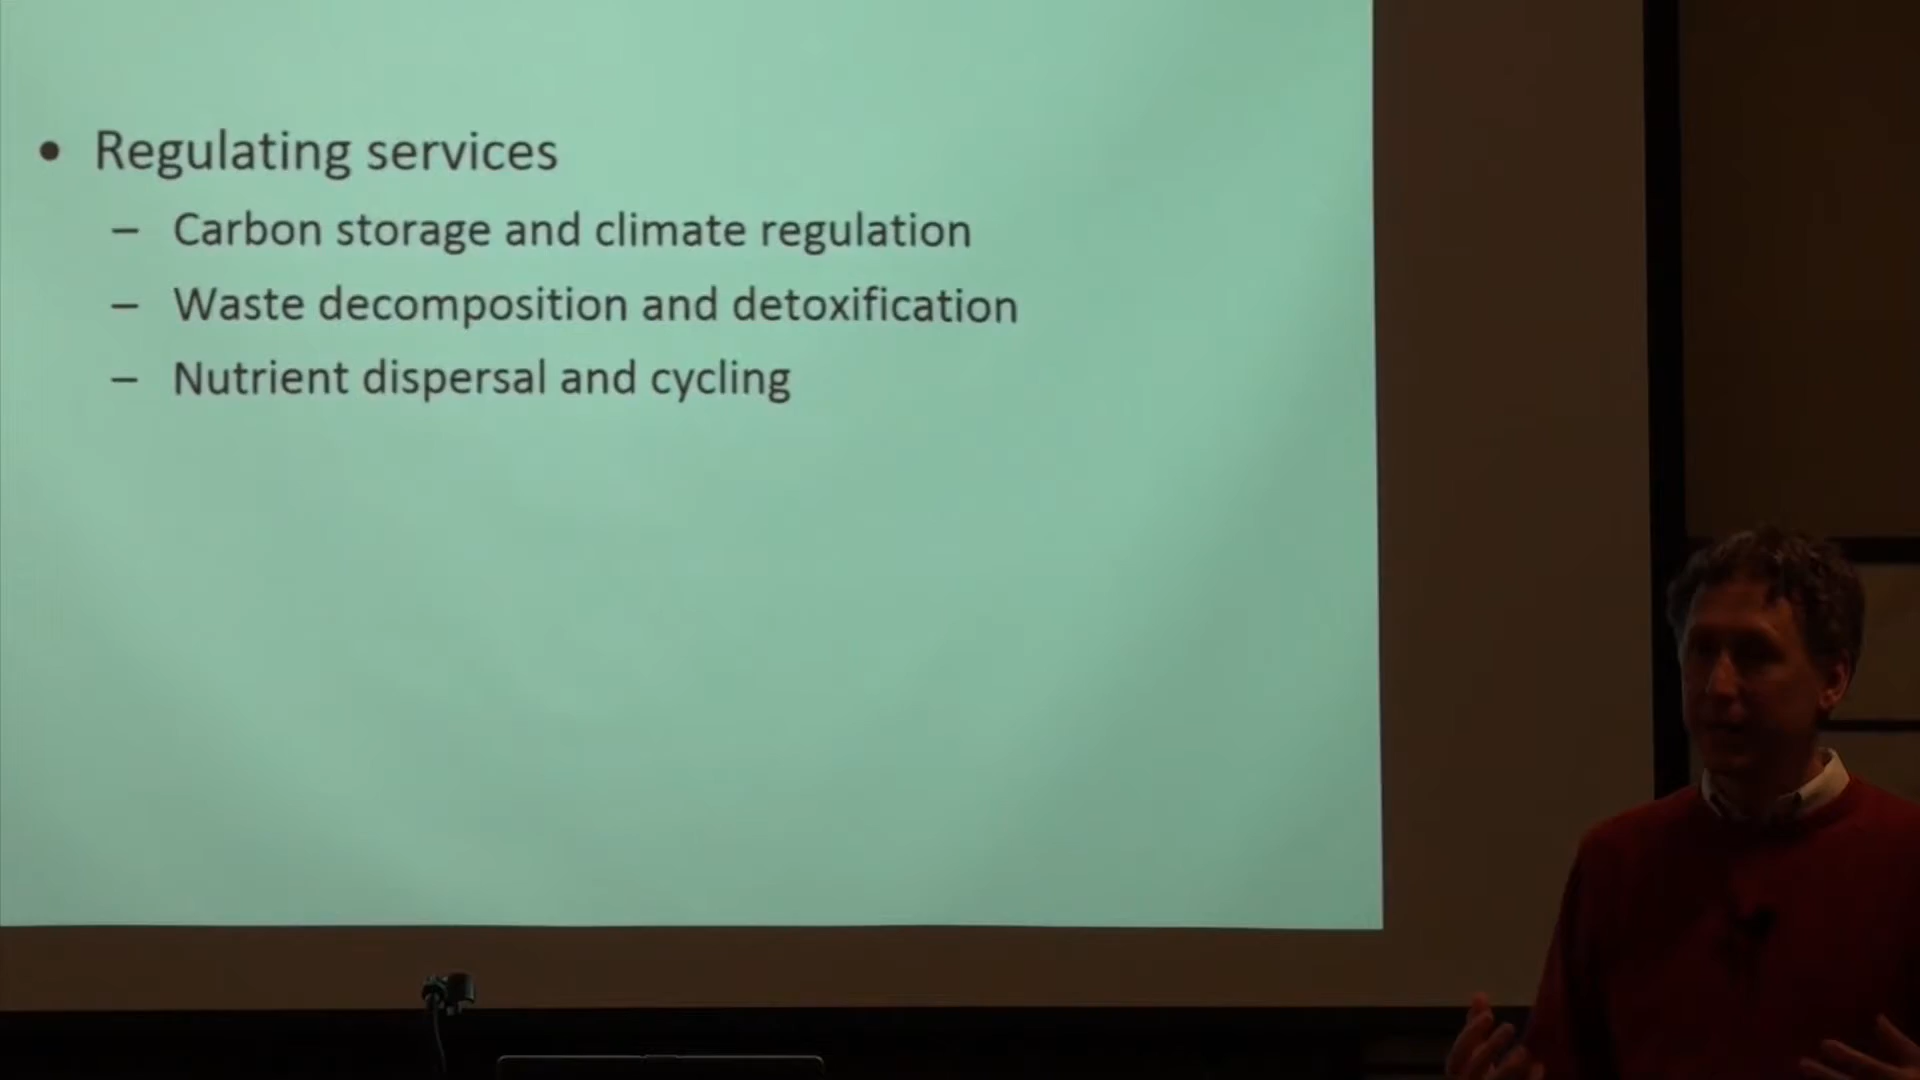 • Regulating services
– Carbon storage and climate regulation
– Waste decomposition and detoxification
– Nutrient dispersal and cycling